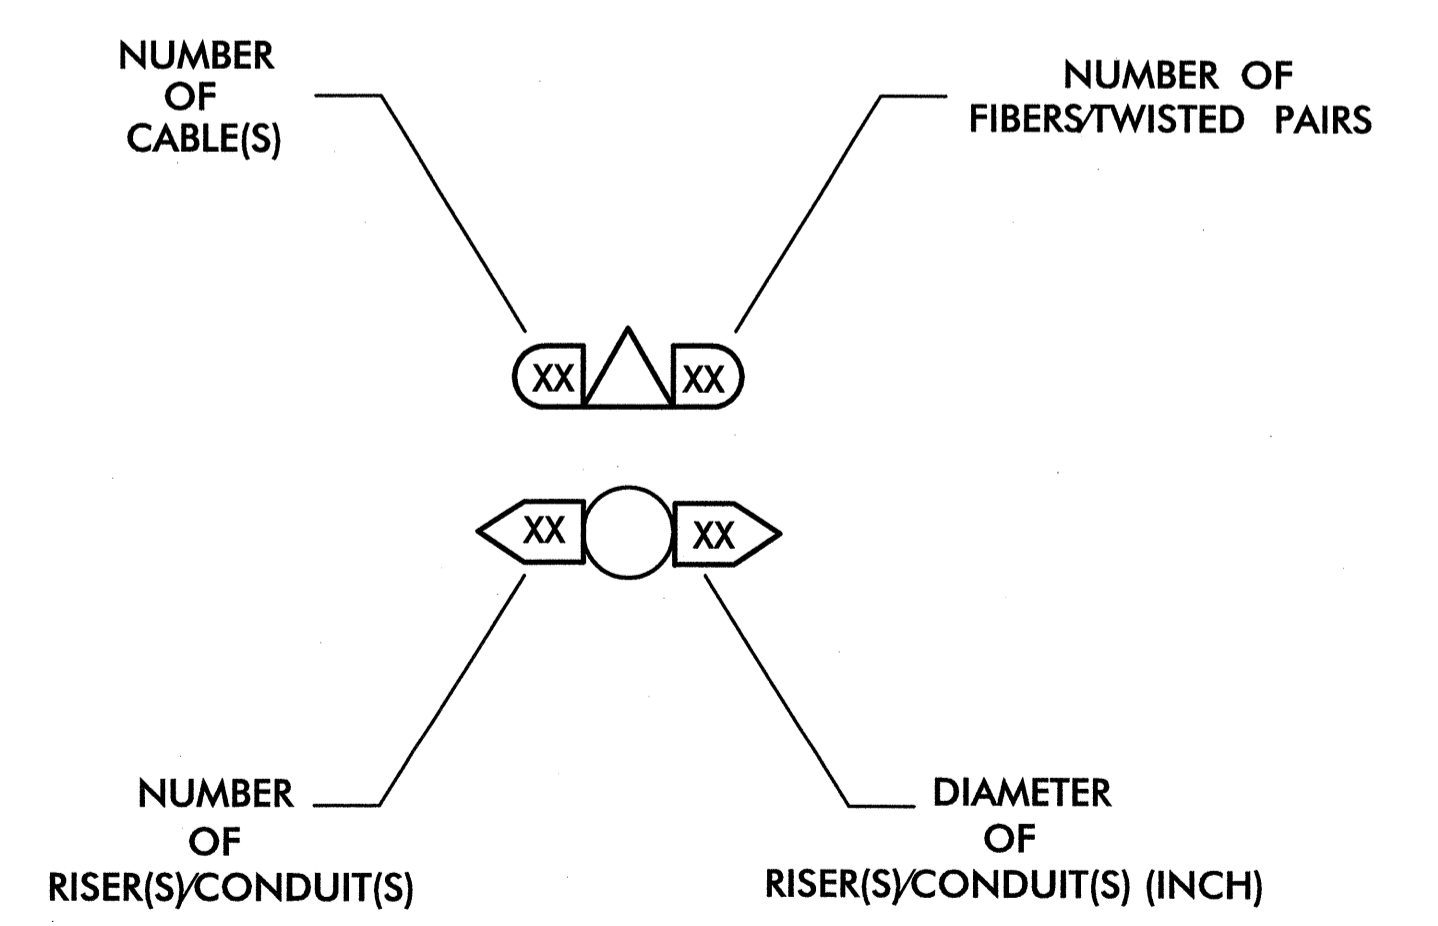 NUMBER
OF
CABLE(S)
NUMBER OF
FIBERS/TWISTED PAIRS
XX
XX
XX
XX
NUMBER
OF
RISER(S)/CONDUIT(S)
DIAMETER
OF
RISER(S)/CONDUIT(S) (INCH)